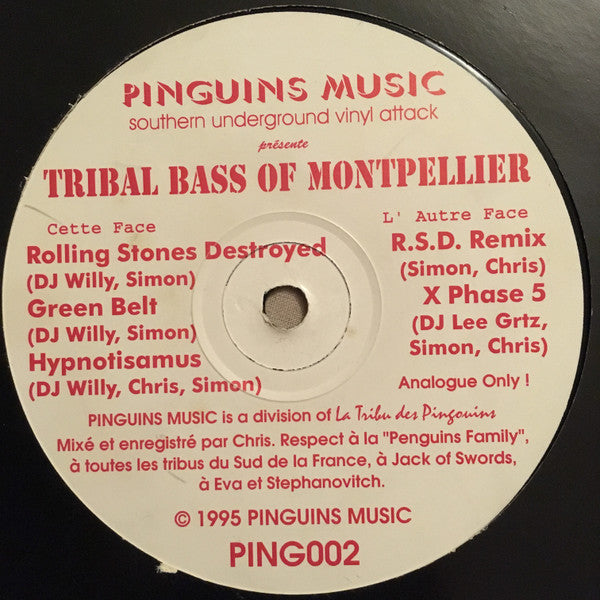 PINGUINS MUSIC
southern underground vinyl attack
présente
TRIBAL BASS OF MONTPELLIER
Cette Face
Rolling Stones Destroyed
(DJ Willy, Simon)
Green Belt
(DJ Willy, Simon)
Hypnotisamus
(DJ Willy, Chris, Simon)
L' Autre Face
R.S.D. Remix
(Simon, Chris)
X Phase 5
(DJ Lee Grtz,
Simon, Chris)
Analogue Only !
PINGUINS MUSIC is a division of La Tribu des Pingouins
Mixé et enregistré par Chris. Respect à la "Penguins Family",
à toutes les tribus du Sud de la France, à Jack of Swords,
à Eva et Stephanovitch.
© 1995 PINGUINS MUSIC
PING002